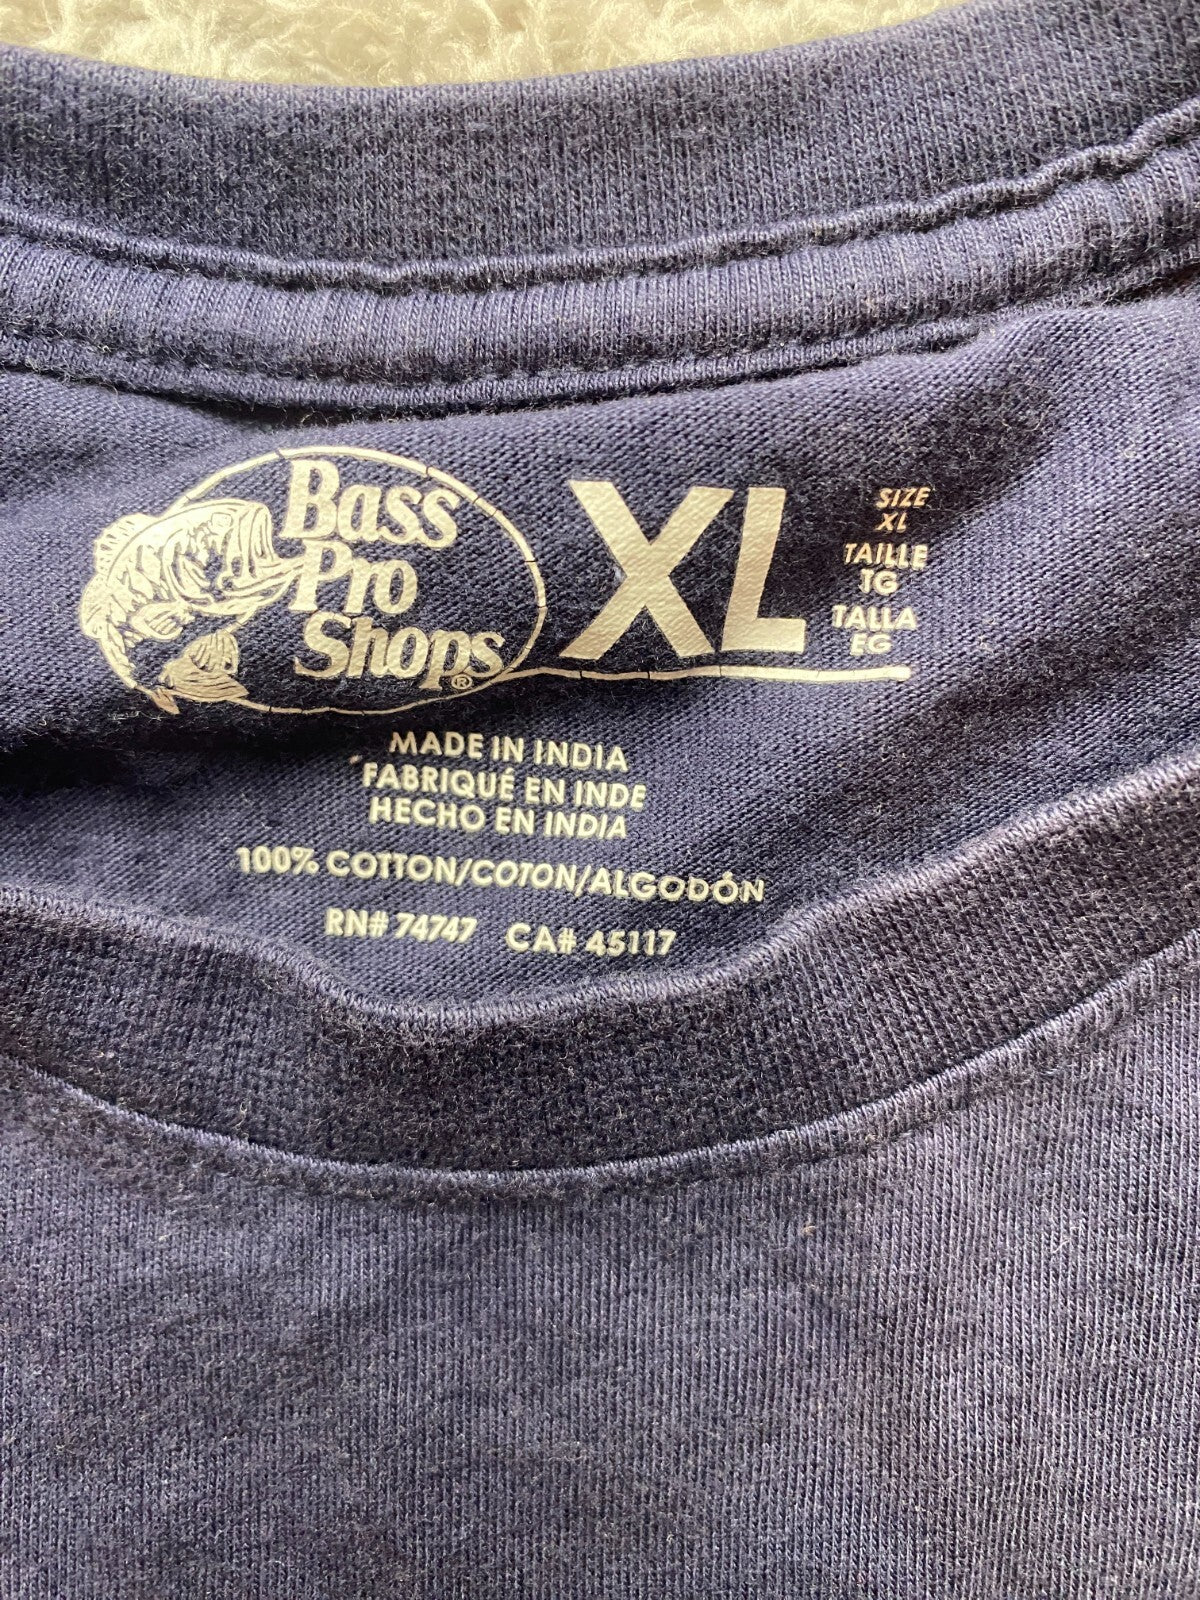 Bass
Pro
Shops®
XL
SIZE
XL
TAILLE
TG
TALLA
EG
MADE IN INDIA
FABRIQUÉ EN INDE
HECHO EN INDIA
100% COTTON/COTON/ALGODÓN
RN# 74747 CA# 45117